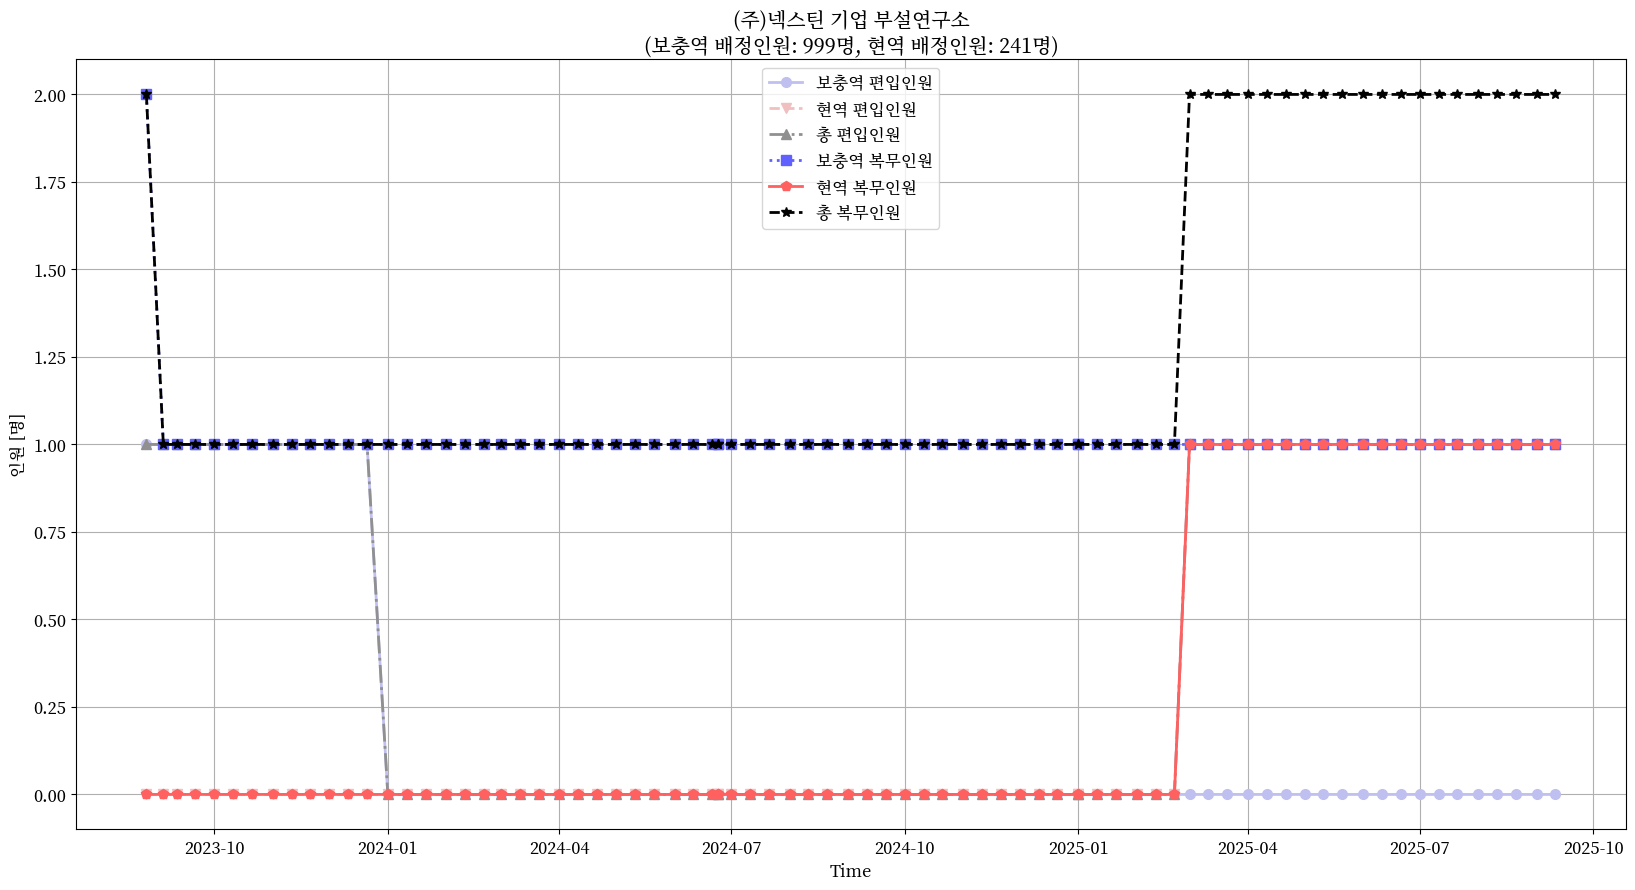 (주)넥스틴 기업 부설연구소
(보충역 배정인원: 999명, 현역 배정인원: 241명)
보충역 편입인원
현역 편입인원
총 편입인원
보충역 복무인원
현역 복무인원
총 복무인원
인원 [명]
2.00
1.75
1.50
1.25
1.00
0.75
0.50
0.25
0.00
2023-10
2024-01
2024-04
2024-07
2024-10
2025-01
2025-04
2025-07
2025-10
Time